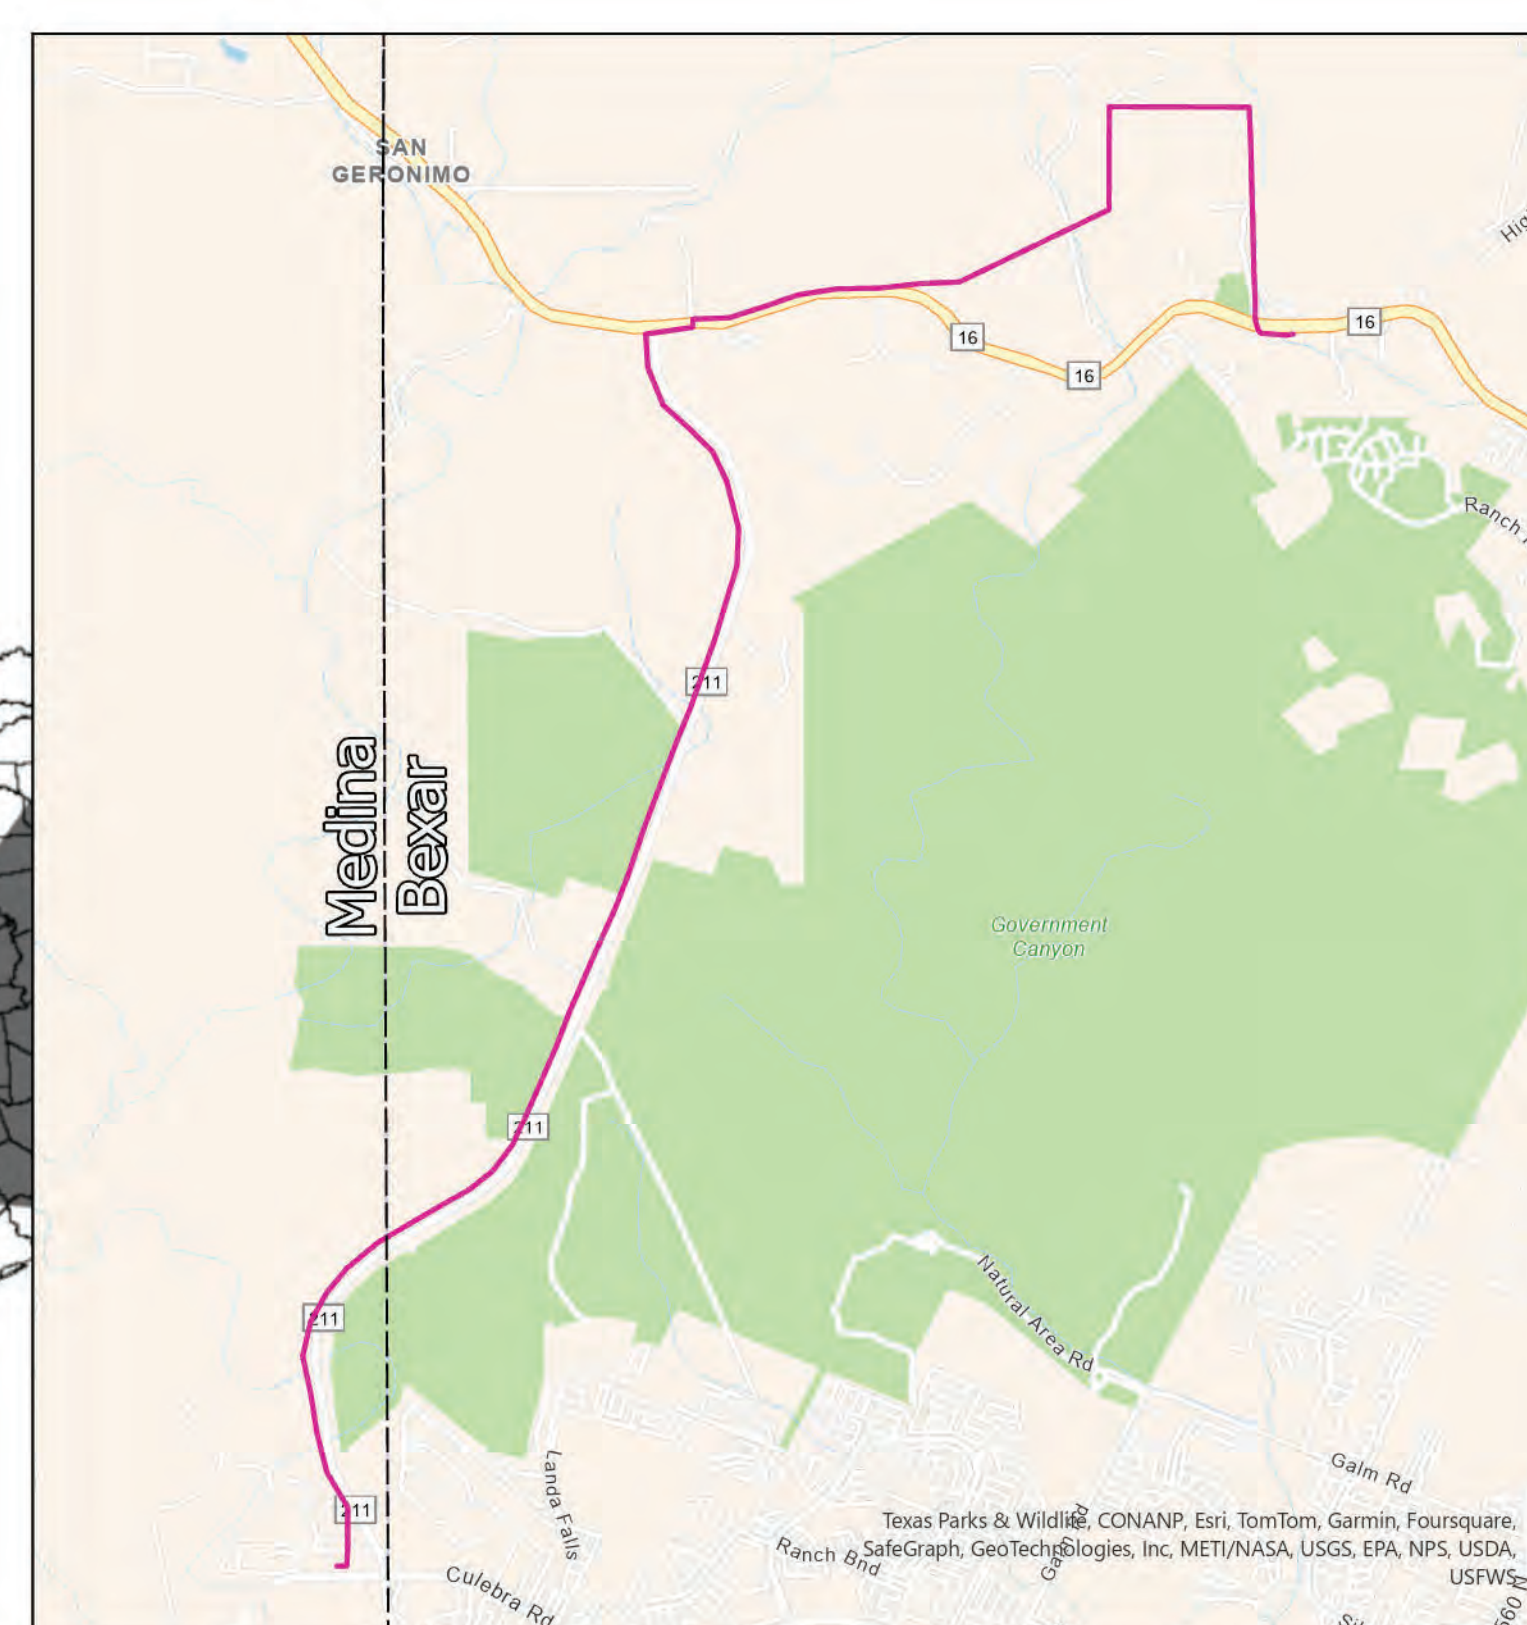 SAN
GERONIMO
16
16
16
Ranch
211
Medina
Bexar
Government
Canyon
211
Natural Area Rd
211
Galm Rd
211
Landa Falls
Texas Parks & Wildlife, CONANP, Esri, TomTom, Garmin, Foursquare,
Ranch Bnd
SafeGraph, GeoTechnologies, Inc, METI/NASA, USGS, EPA, NPS, USDA,
Culebra Rd
USFWS